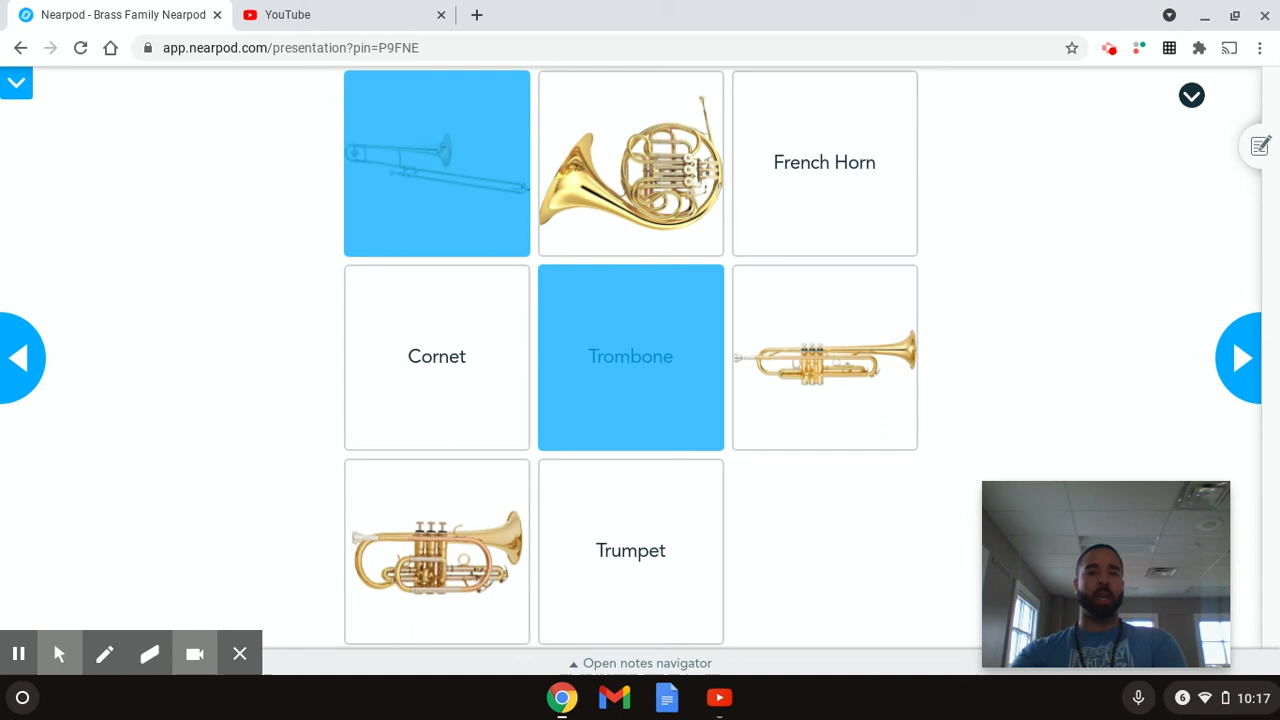 Nearpod - Brass Family Nearpod
YouTube
app.nearpod.com/presentation?pin=P9FNE
French Horn
Cornet
Trombone
Trumpet
Open notes navigator
6
10:17